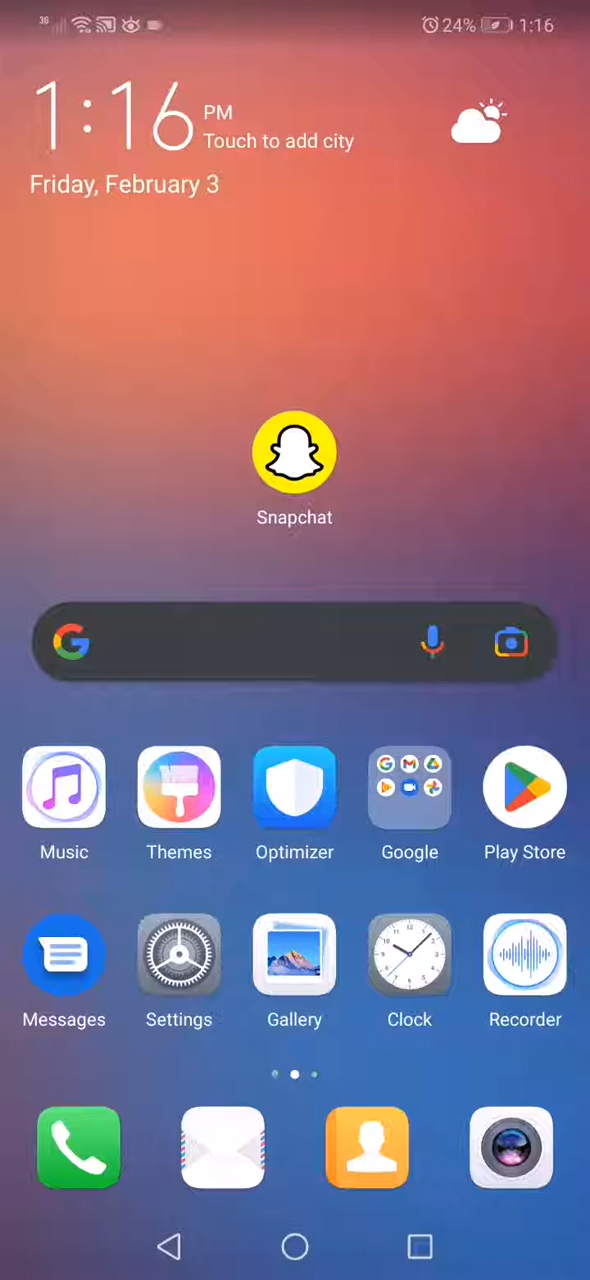 3G
24%
1:16
1:16
PM
Touch to add city
Friday, February 3
Snapchat
Music
Themes
Optimizer
Google
Play Store
Messages
Settings
Gallery
Clock
Recorder